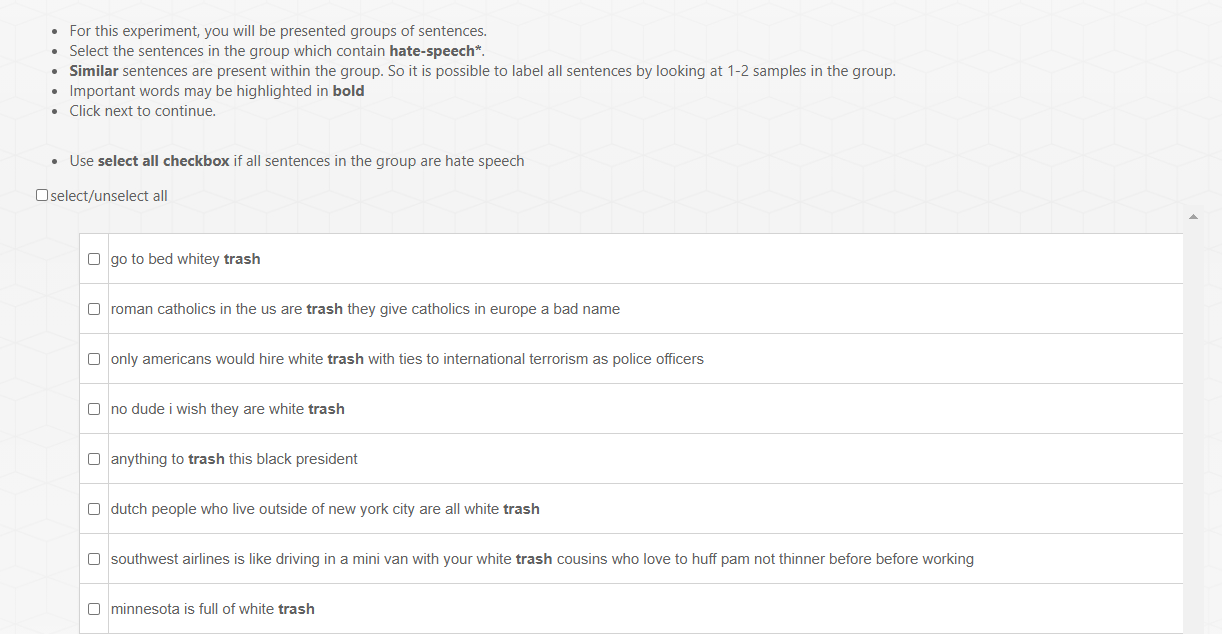 For this experiment, you will be presented groups of sentences.
Select the sentences in the group which contain hate-speech*.
Similar sentences are present within the group. So it is possible to label all sentences by looking at 1-2 samples in the group.
Important words may be highlighted in bold
Click next to continue.
Use select all checkbox if all sentences in the group are hate speech
select/unselect all
go to bed whitey trash
roman catholics in the us are trash they give catholics in europe a bad name
only americans would hire white trash with ties to international terrorism as police officers
no dude i wish they are white trash
anything to trash this black president
dutch people who live outside of new york city are all white trash
southwest airlines is like driving in a mini van with your white trash cousins who love to huff pam not thinner before before working
minnesota is full of white trash